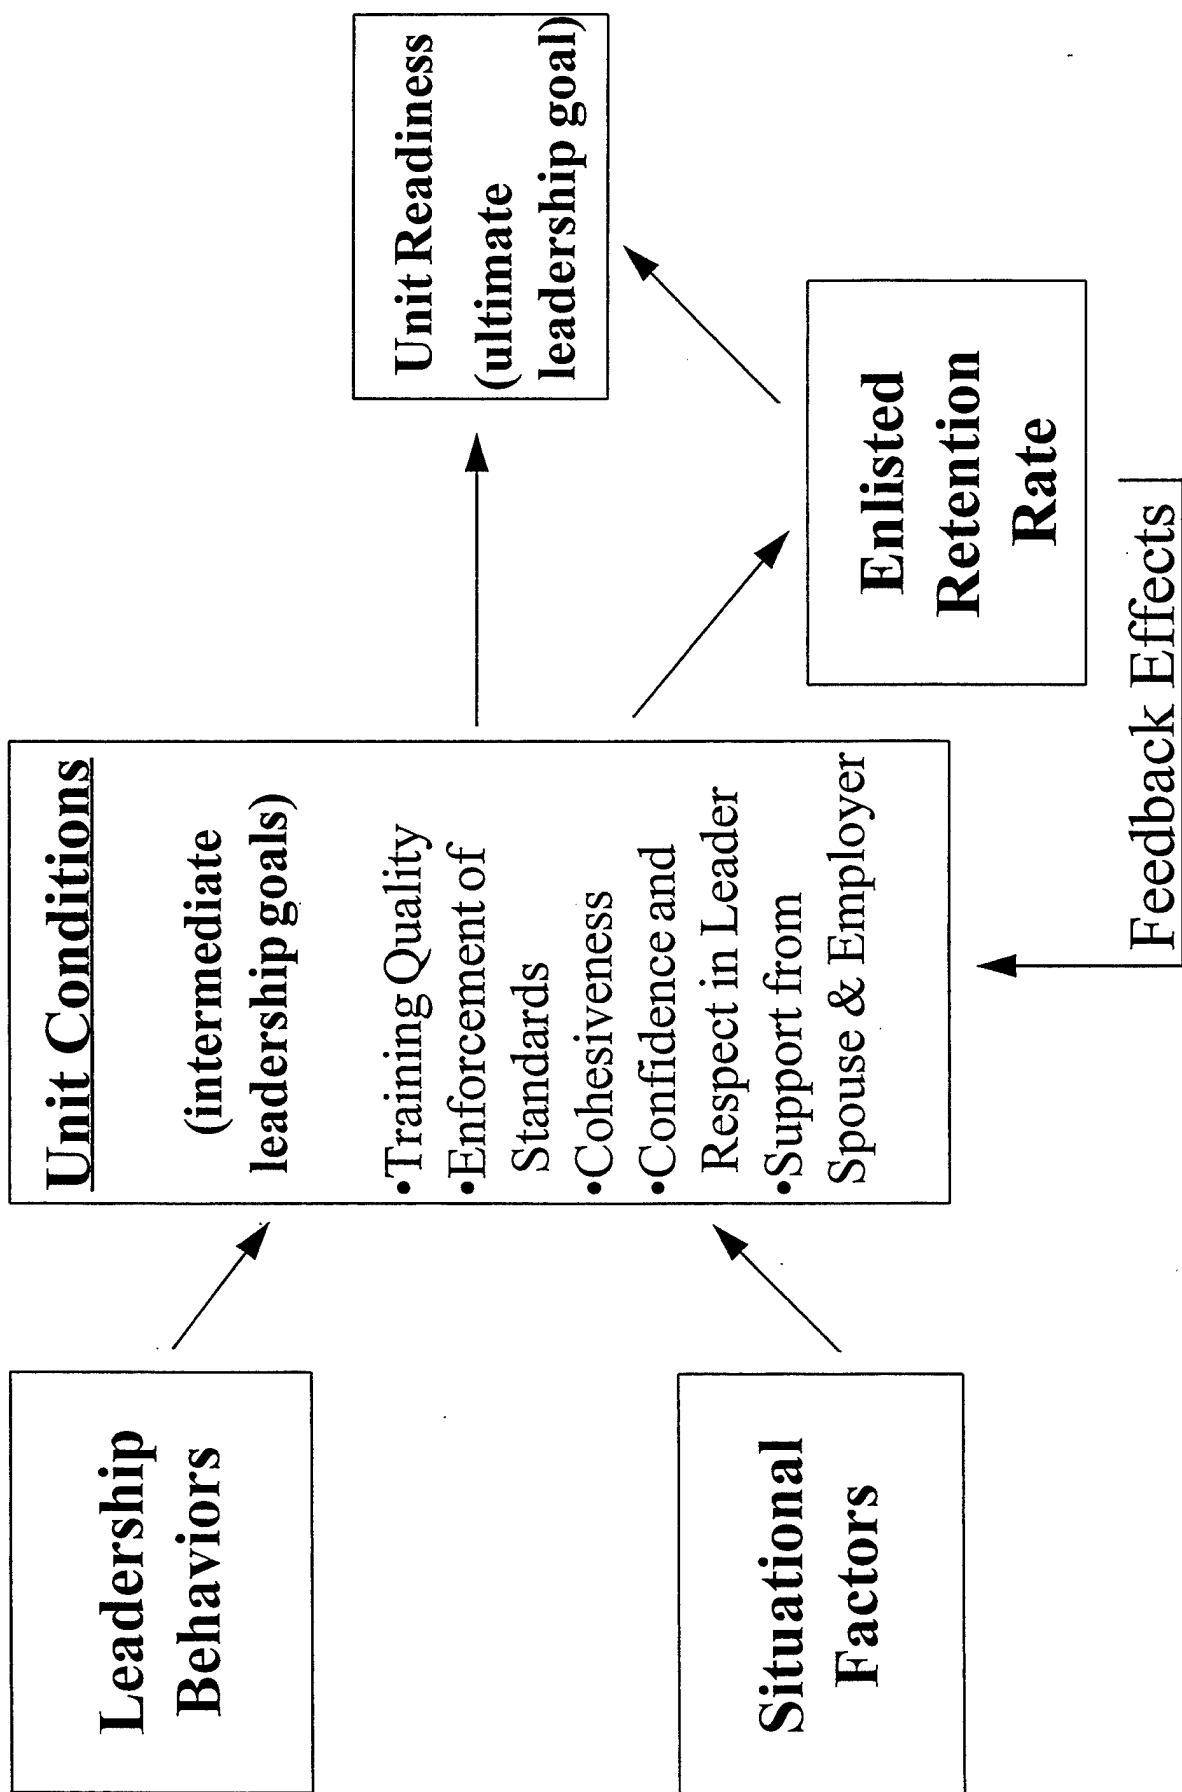 Leadership
Behaviors
Situational
Factors
Unit Conditions
(intermediate
leadership goals)
•Training Quality
•Enforcement of
Standards
•Cohesiveness
•Confidence and
Respect in Leader
•Support from
Spouse & Employer
Unit Readiness
(ultimate
leadership goal)
Enlisted
Retention
Rate
Feedback Effects